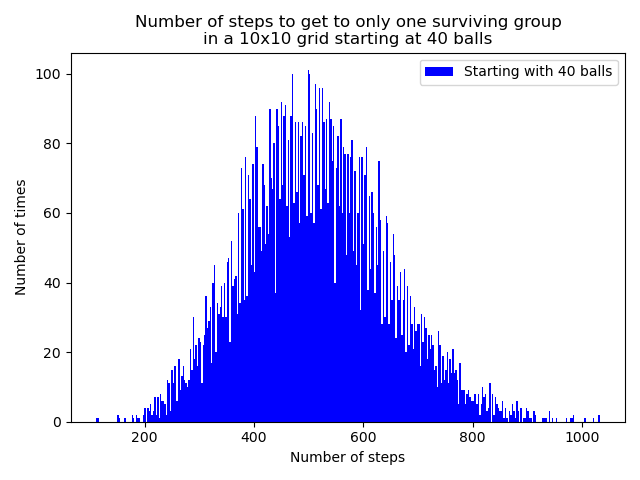 Number of steps to get to only one surviving group
in a 10x10 grid starting at 40 balls
Starting with 40 balls
Number of times
100
80
60
40
20
0
200 400 600 800 1000
Number of steps